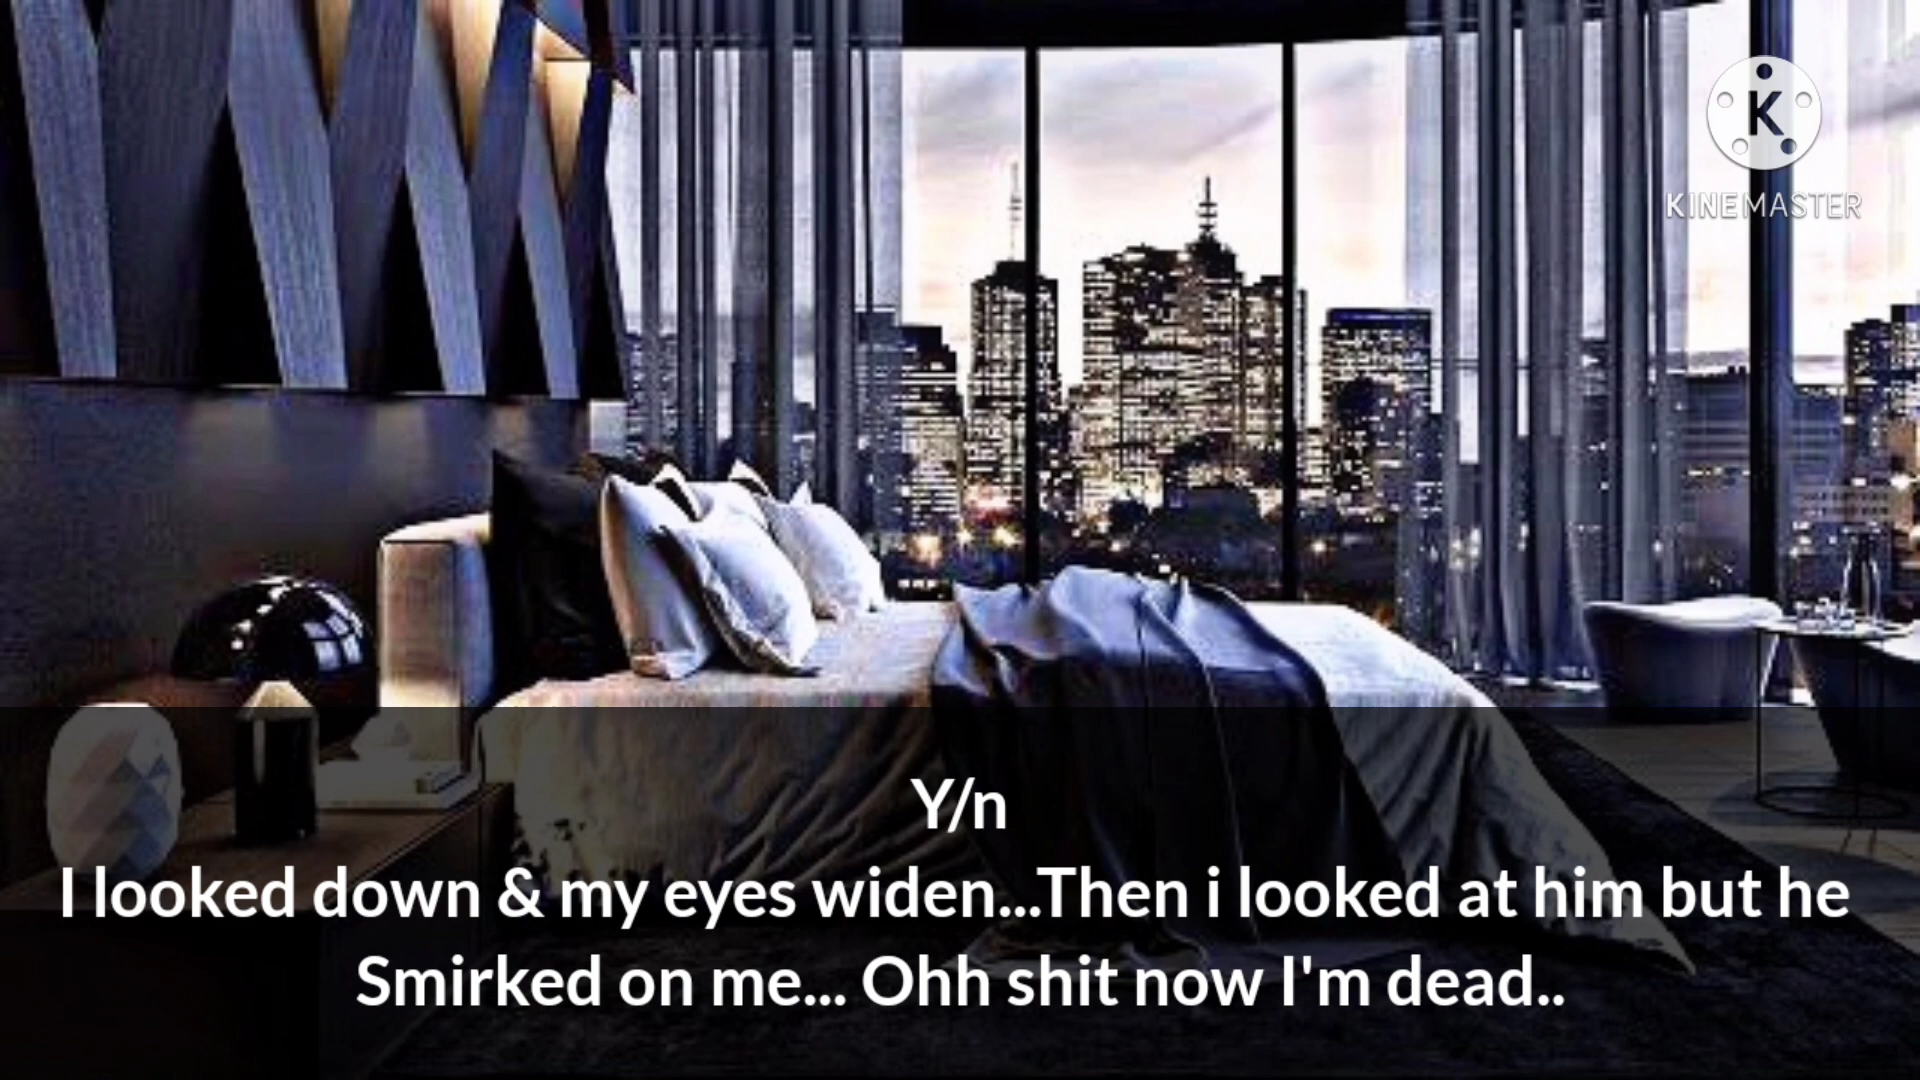 K
KINEMASTER
Y/n
I looked down & my eyes widen...Then i looked at him but he
Smirked on me... Ohh shit now I'm dead..